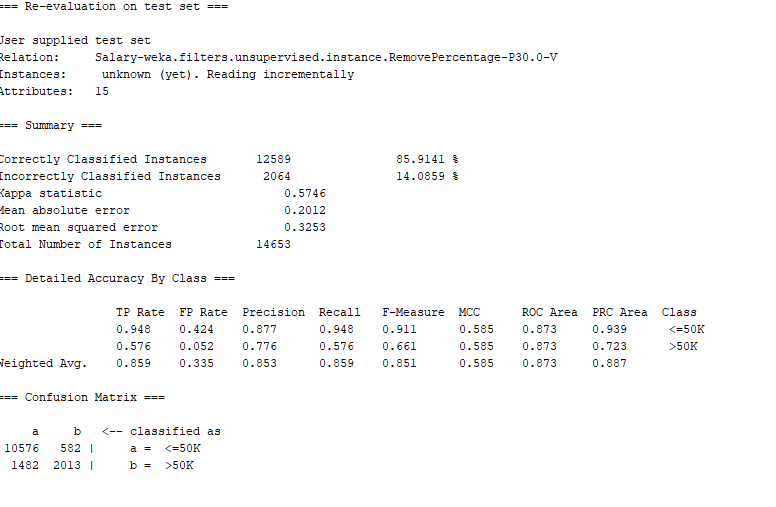 === Re-evaluation on test set ===
User supplied test set
Relation:     Salary-weka.filters.unsupervised.instance.RemovePercentage-P30.0-V
Instances:     unknown (yet). Reading incrementally
Attributes:   15
=== Summary ===
Correctly Classified Instances       12589               85.9141 %
Incorrectly Classified Instances      2064               14.0859 %
Kappa statistic                          0.5746
Mean absolute error                      0.2012
Root mean squared error                  0.3253
Total Number of Instances            14653
=== Detailed Accuracy By Class ===
                 TP Rate  FP Rate  Precision  Recall   F-Measure  MCC      ROC Area  PRC Area  Class
                 0.948    0.424    0.877      0.948    0.911      0.585    0.873     0.939      <=50K
                 0.576    0.052    0.776      0.576    0.661      0.585    0.873     0.723      >50K
Weighted Avg.    0.859    0.335    0.853      0.859    0.851      0.585    0.873     0.887
=== Confusion Matrix ===
     a     b   <-- classified as
 10576   582 |     a =  <=50K
  1482  2013 |     b =  >50K